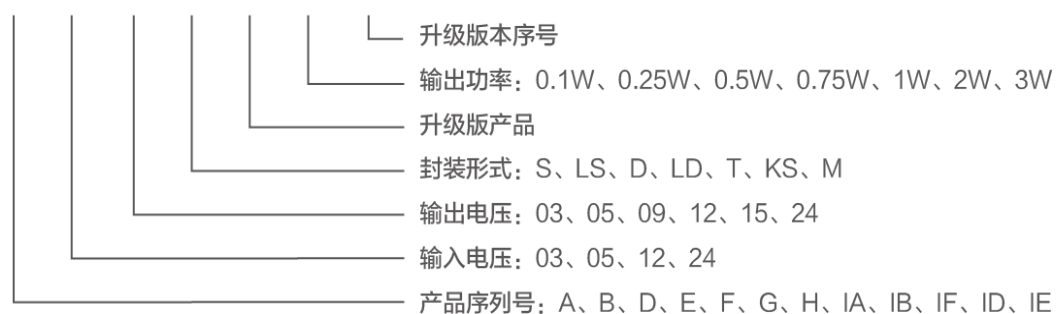 升级版本序号
输出功率：0.1W、0.25W、0.5W、0.75W、1W、2W、3W
升级版产品
封装形式：S、LS、D、LD、T、KS、M
输出电压：03、05、09、12、15、24
输入电压：03、05、12、24
产品序列号：A、B、D、E、F、G、H、IA、IB、IF、ID、IE